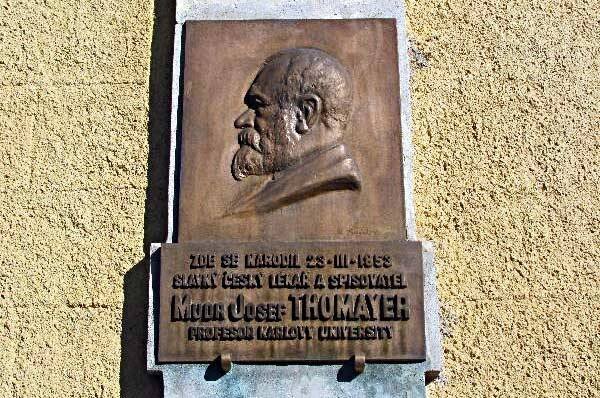 ZDE SE NARODIL 23-III-1853
SLAVNÝ ČESKÝ LÉKAŘ A SPISOVATEL
MUDR JOSEF THOMAYER
PROFESOR KARLOVY UNIVERSITY